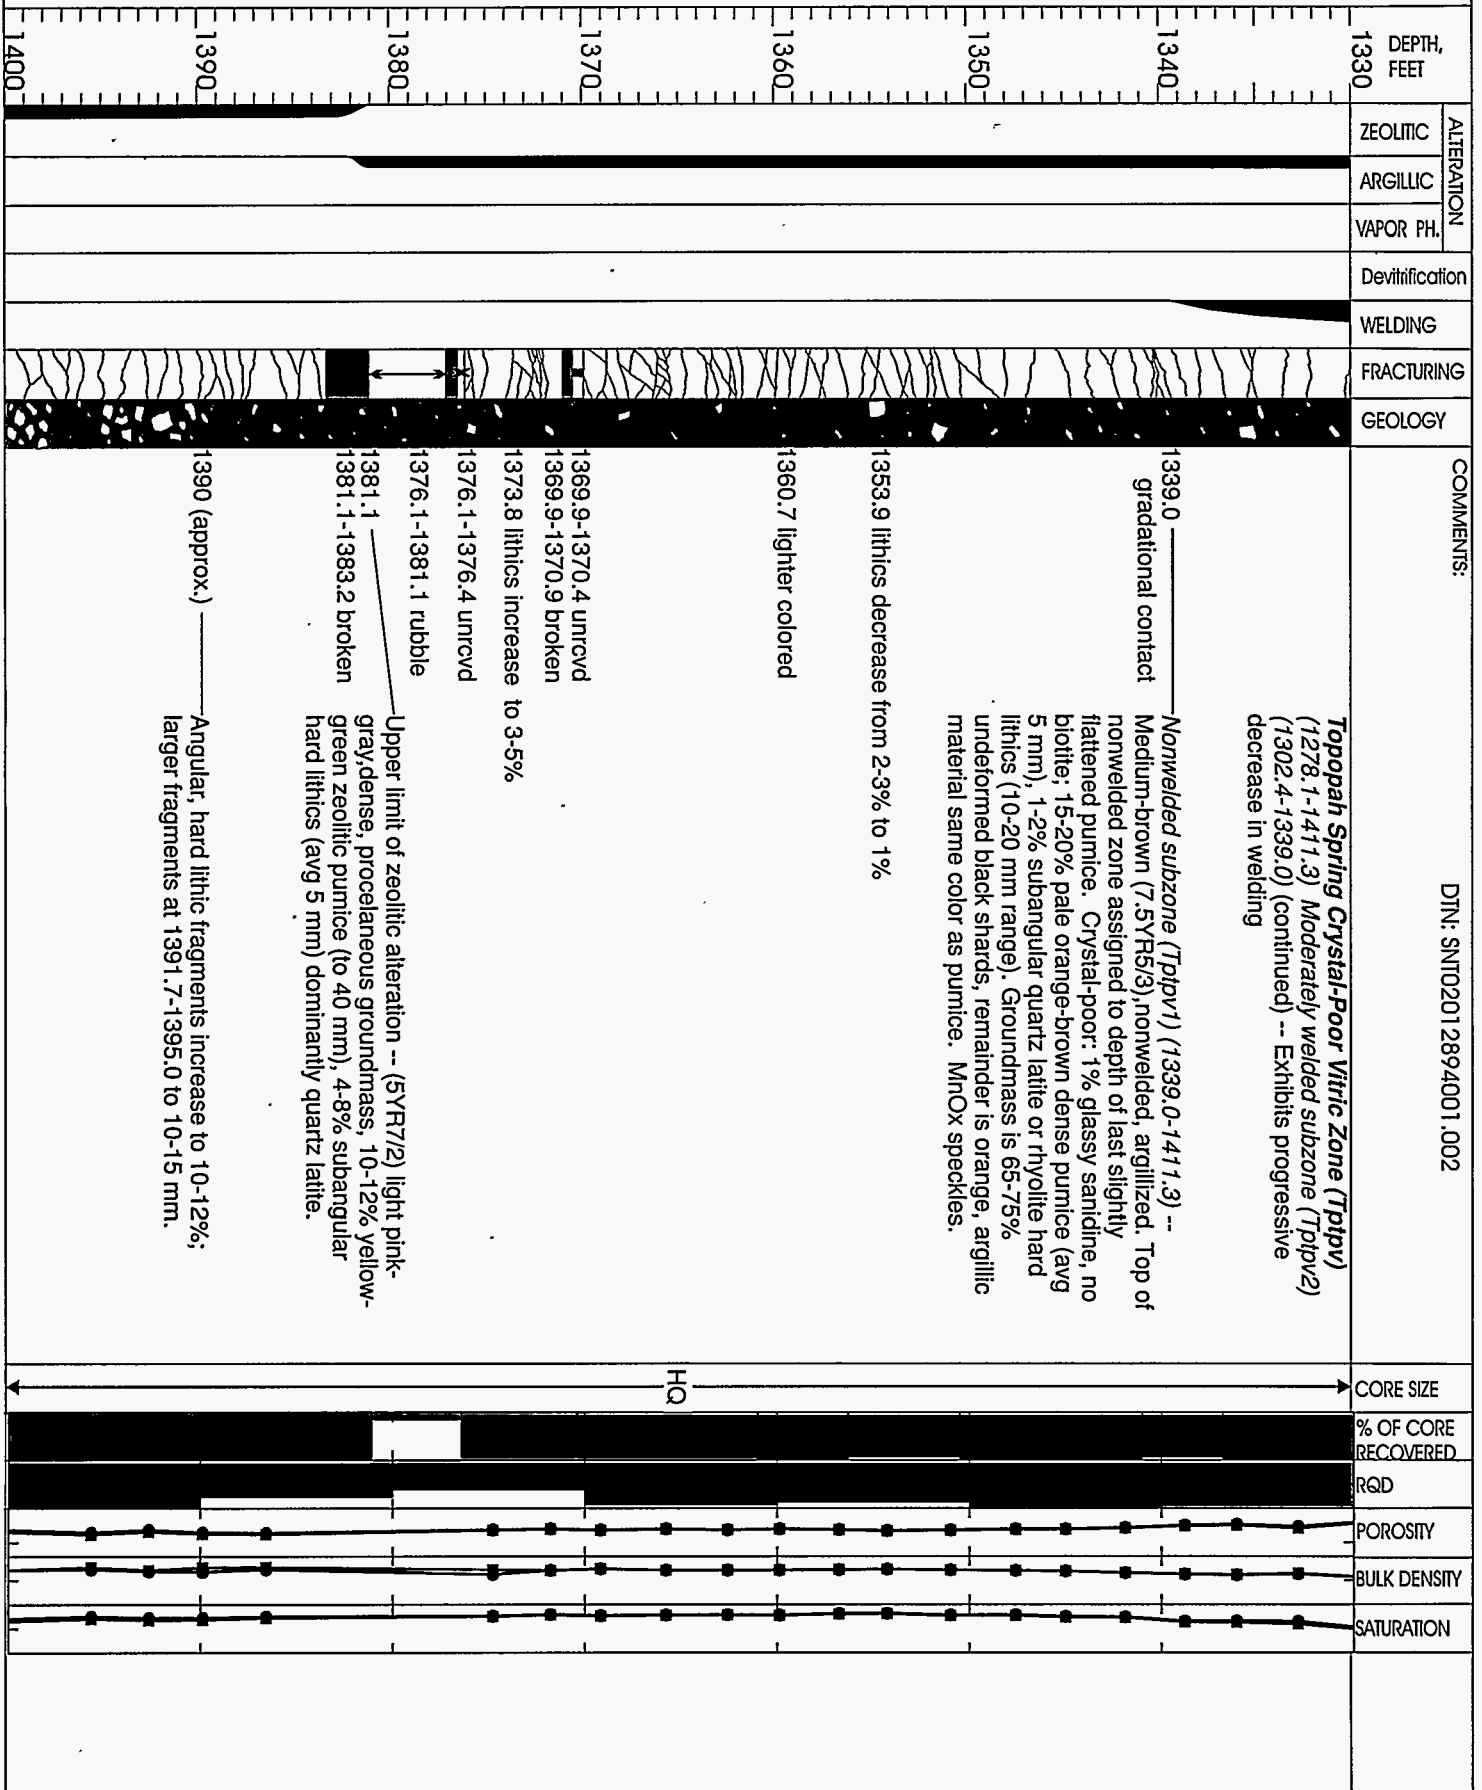 DEPTH,
FEET
ALTERATION
ZEOLITIC
ARGILLIC
VAPOR PH.
Devitrification
WELDING
FRACTURING
GEOLOGY
COMMENTS:
DTN: SNT02012894001.002
CORE SIZE
% OF CORE
RECOVERED
RQD
POROSITY
BULK DENSITY
SATURATION
1330
1340
1350
1360
1370
1380
1390
1400
Topopah Spring Crystal-Poor Vitric Zone (Tptpv)
(1278.1-1411.3) Moderately welded subzone (Tptpv2)
(1302.4-1339.0) (continued) -- Exhibits progressive
decrease in welding
1339.0
gradational contact
Nonwelded subzone (Tptpv1) (1339.0-1411.3) --
Medium-brown (7.5YR5/3),nonwelded, argillized. Top of
nonwelded zone assigned to depth of last slightly
flattened pumice. Crystal-poor: 1% glassy sanidine, no
biotite; 15-20% pale orange-brown dense pumice (avg
5 mm), 1-2% subangular quartz latite or rhyolite hard
lithics (10-20 mm range). Groundmass is 65-75%
undeformed black shards, remainder is orange, argillic
material same color as pumice. MnOx speckles.
1353.9 lithics decrease from 2-3% to 1%
1360.7 lighter colored
1369.9-1370.4 unrcvd
1369.9-1370.9 broken
1373.8 lithics increase to 3-5%
1376.1-1376.4 unrcvd
1376.1-1381.1 rubble
1381.1
1381.1-1383.2 broken
Upper limit of zeolitic alteration -- (5YR7/2) light pink-
gray,dense, procelaneous groundmass, 10-12% yellow-
green zeolitic pumice (to 40 mm), 4-8% subangular
hard lithics (avg 5 mm) dominantly quartz latite.
1390 (approx.)
Angular, hard lithic fragments increase to 10-12%;
larger fragments at 1391.7-1395.0 to 10-15 mm.
HQ